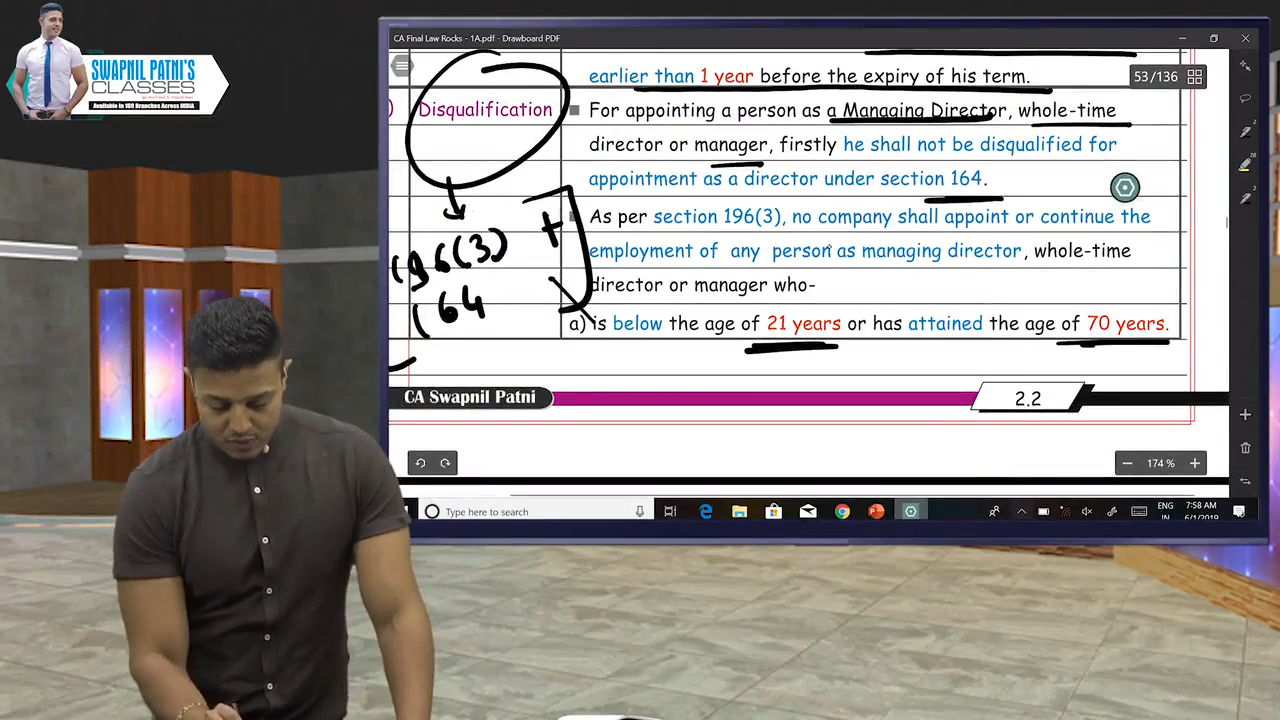 SWAPNIL PATNI'S
CLASSES
Available in 160 Branches Across INDIA
CA Final Law Rocks - 1A.pdf - Drawboard PDF
53/136
earlier than 1 year before the expiry of his term.
) Disqualification
■ For appointing a person as a Managing Director, whole-time
director or manager, firstly he shall not be disqualified for
appointment as a director under section 164.
As per section 196(3), no company shall appoint or continue the
employment of any person as managing director, whole-time
director or manager who-
a) is below the age of 21 years or has attained the age of 70 years.
196(3)
164
+
CA Swapnil Patni
2.2
174 %
Type here to search
ENG
IN
7:58 AM
6/1/2019